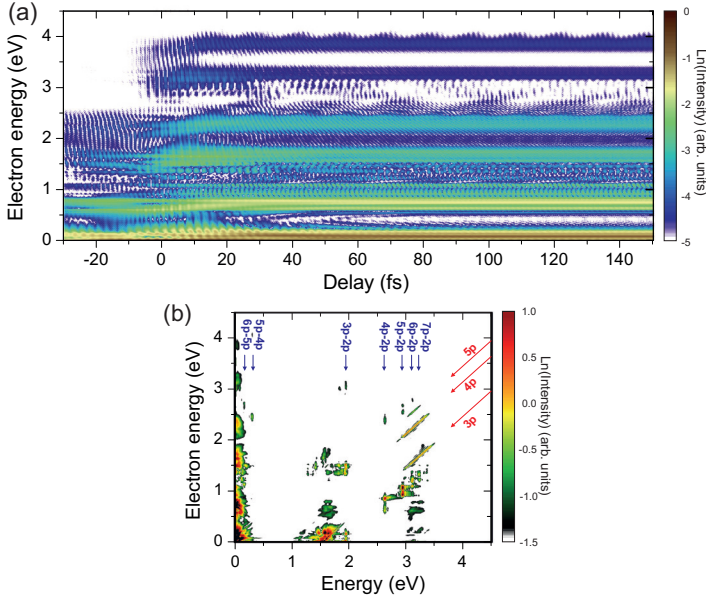 (a)
Electron energy (eV)
4
3
2
1
0
-20 0 20 40 60 80 100 120 140
Delay (fs)
0
-1
-2
-3
-4
-5
Ln(Intensity) (arb. units)
(b)
Electron energy (eV)
4
3
2
1
0
0 1 2 3 4
Energy (eV)
6p-5p
5p-4p
3p-2p
4p-2p
5p-2p
6p-2p
7p-2p
5p
4p
3p
1.0
0.5
0.0
-0.5
-1.0
-1.5
Ln(Intensity) (arb. units)